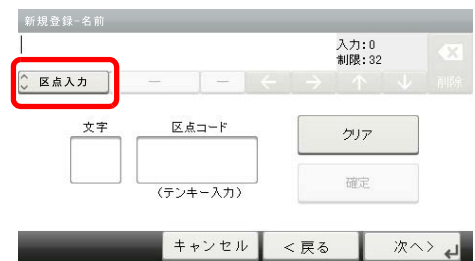 新規登録-名前
入力:0
制限:32
区点入力 ー ー ← → ↑ ↓ 削除
文字 区点コード クリア
(テンキー入力) 確定
キャンセル < 戻る 次へ >